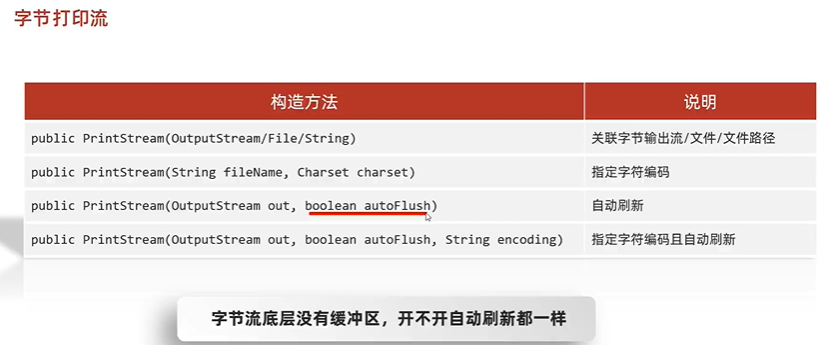 字节打印流
构造方法 说明
public PrintStream(OutputStream/File/String) 关联字节输出流/文件/文件路径
public PrintStream(String fileName, Charset charset) 指定字符编码
public PrintStream(OutputStream out, boolean autoFlush) 自动刷新
public PrintStream(OutputStream out, boolean autoFlush, String encoding) 指定字符编码且自动刷新
字节流底层没有缓冲区，开不开自动刷新都一样